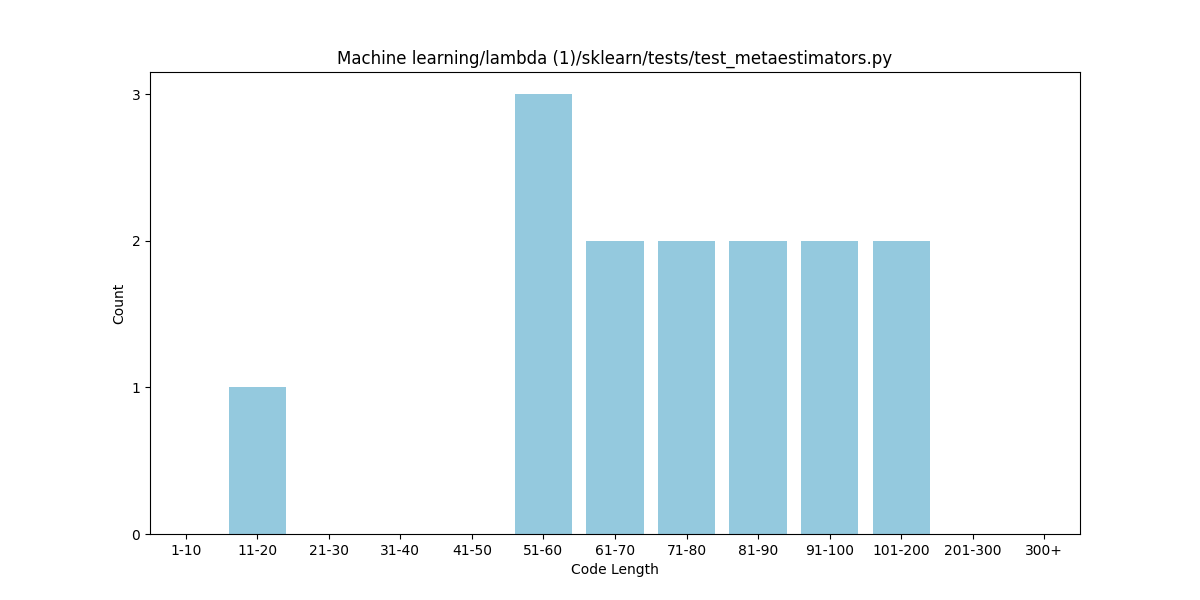 Machine learning/lambda (1)/sklearn/tests/test_metaestimators.py
3
2
1
0
Count
1-10 11-20 21-30 31-40 41-50 51-60 61-70 71-80 81-90 91-100 101-200 201-300 300+
Code Length